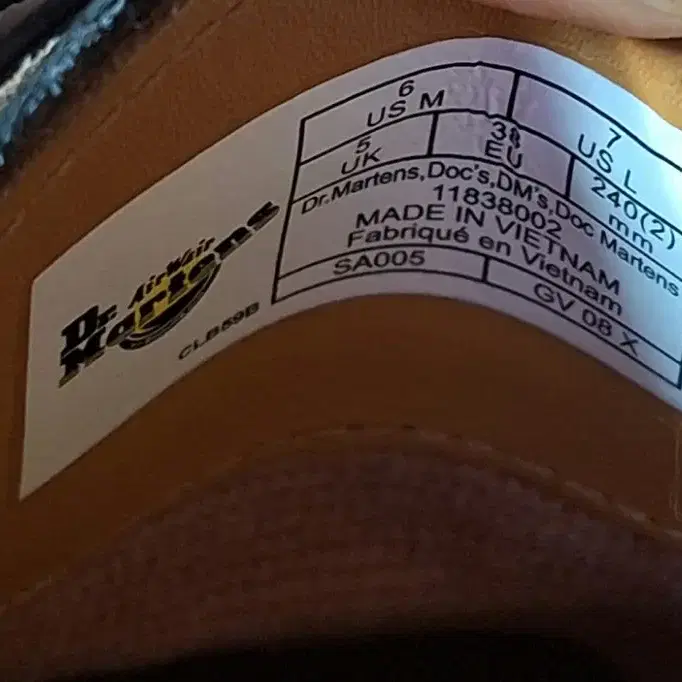 Dr. AirWair
Martens
CLB59B
6
US M
7
US L
5
UK
38
EU
240(2)
mm
Dr.Martens,Doc's,DM's,Doc Martens
11838002
MADE IN VIETNAM
Fabriqué en Vietnam
SA005
GV 08 X